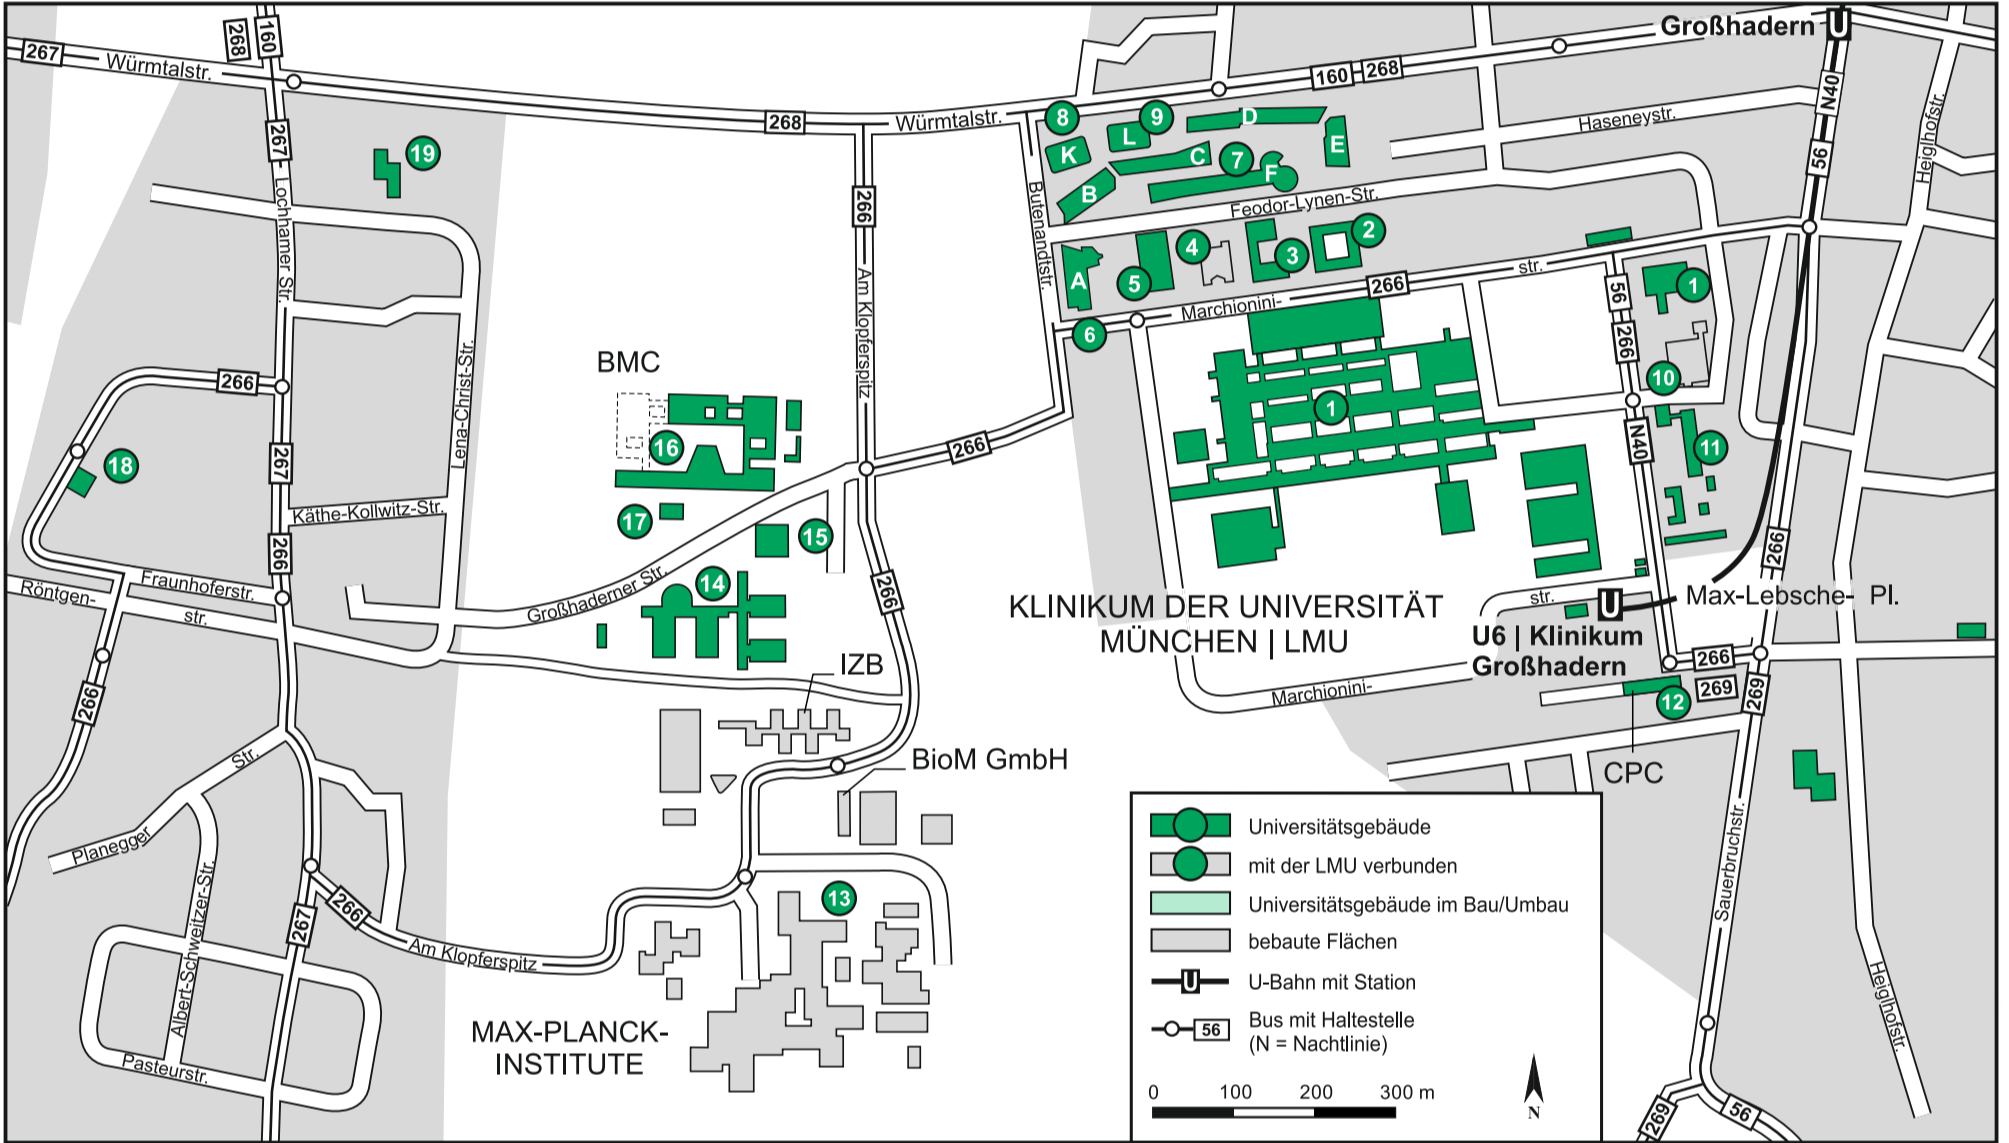 Großhadern U
268
160
267
Würmtalstr.
160
268
N40
Heiglhofstr.
268
Würmtalstr.
8
9
D
Haseneystr.
267
19
L
K
C
7
E
56
B
F
Lochhamer Str.
266
Butenandtstr.
Feodor-Lynen-Str.
2
4
3
A
5
str.
266
Marchionini-
56
1
6
266
Am Klopferspitz
BMC
Lena-Christ-Str.
266
10
1
16
266
N40
11
18
267
Käthe-Kollwitz-Str.
17
15
266
266
Fraunhoferstr.
14
Großhaderner Str.
266
Röntgen-
str.
KLINIKUM DER UNIVERSITÄT
MÜNCHEN | LMU
str.
U
Max-Lebsche- Pl.
U6 | Klinikum
Großhadern
IZB
266
266
Marchionini-
269
12
269
Str.
BioM GmbH
CPC
Planegger
Albert-Schweitzer-Str.
Sauerbruchstr.
13
266
267
Am Klopferspitz
Heiglhofstr.
MAX-PLANCK-
INSTITUTE
Pasteurstr.
Universitätsgebäude
mit der LMU verbunden
Universitätsgebäude im Bau/Umbau
bebaute Flächen
U
U-Bahn mit Station
56
Bus mit Haltestelle
(N = Nachtlinie)
0 100 200 300 m
N
269
56